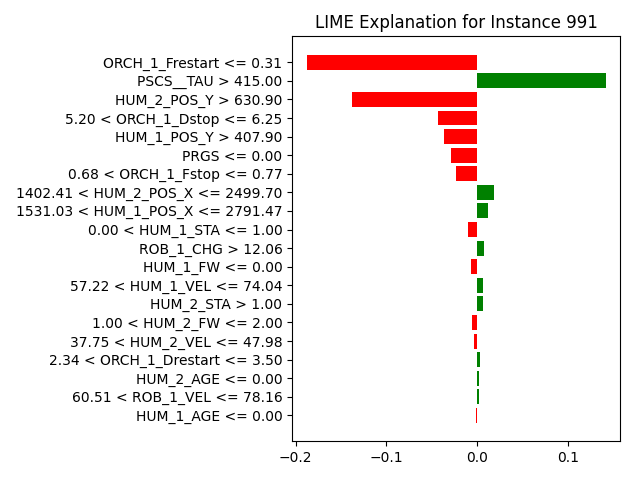 LIME Explanation for Instance 991
ORCH_1_Frestart <= 0.31
PSCS__TAU > 415.00
HUM_2_POS_Y > 630.90
5.20 < ORCH_1_Dstop <= 6.25
HUM_1_POS_Y > 407.90
PRGS <= 0.00
0.68 < ORCH_1_Fstop <= 0.77
1402.41 < HUM_2_POS_X <= 2499.70
1531.03 < HUM_1_POS_X <= 2791.47
0.00 < HUM_1_STA <= 1.00
ROB_1_CHG > 12.06
HUM_1_FW <= 0.00
57.22 < HUM_1_VEL <= 74.04
HUM_2_STA > 1.00
1.00 < HUM_2_FW <= 2.00
37.75 < HUM_2_VEL <= 47.98
2.34 < ORCH_1_Drestart <= 3.50
HUM_2_AGE <= 0.00
60.51 < ROB_1_VEL <= 78.16
HUM_1_AGE <= 0.00
−0.2 −0.1 0.0 0.1